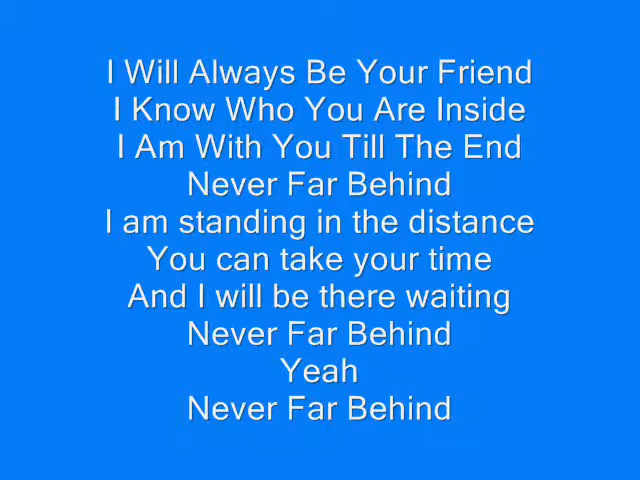 I Will Always Be Your Friend
I Know Who You Are Inside
I Am With You Till The End
Never Far Behind
I am standing in the distance
You can take your time
And I will be there waiting
Never Far Behind
Yeah
Never Far Behind